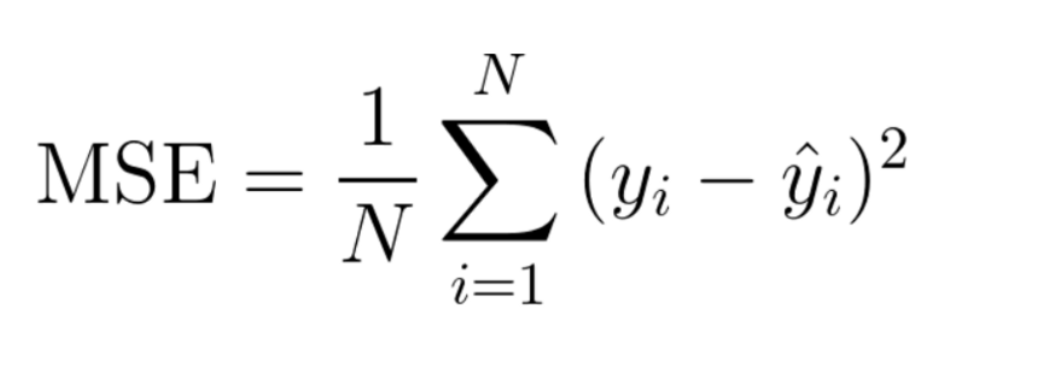 MSE = \frac{1}{N} \sum_{i=1}^{N} (y_i - \hat{y}_i)^2